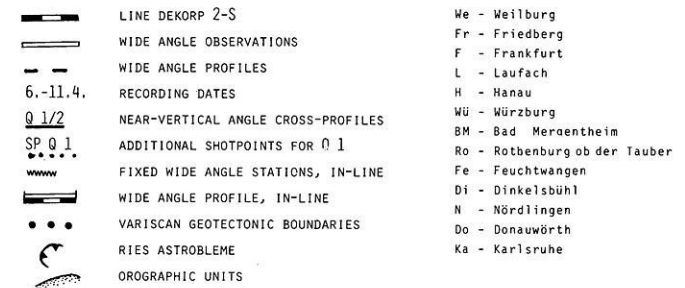 LINE DEKORP 2-S
WIDE ANGLE OBSERVATIONS
WIDE ANGLE PROFILES
6.-11.4. RECORDING DATES
Q 1/2 NEAR-VERTICAL ANGLE CROSS-PROFILES
SP Q 1 ADDITIONAL SHOTPOINTS FOR Q 1
FIXED WIDE ANGLE STATIONS, IN-LINE
WIDE ANGLE PROFILE, IN-LINE
VARISCAN GEOTECTONIC BOUNDARIES
RIES ASTROBLEME
OROGRAPHIC UNITS
We - Weilburg
Fr - Friedberg
F - Frankfurt
L - Laufach
H - Hanau
Wü - Würzburg
BM - Bad Mergentheim
Ro - Rothenburg ob der Tauber
Fe - Feuchtwangen
Di - Dinkelsbühl
N - Nördlingen
Do - Donauwörth
Ka - Karlsruhe